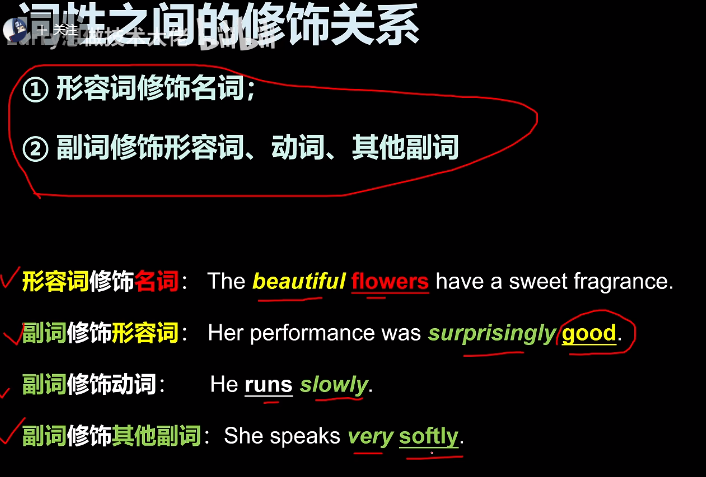 词性之间的修饰关系
+ 关注
① 形容词修饰名词；
② 副词修饰形容词、动词、其他副词
形容词修饰名词： The beautiful flowers have a sweet fragrance.
副词修饰形容词： Her performance was surprisingly good.
副词修饰动词： He runs slowly.
副词修饰其他副词：She speaks very softly.